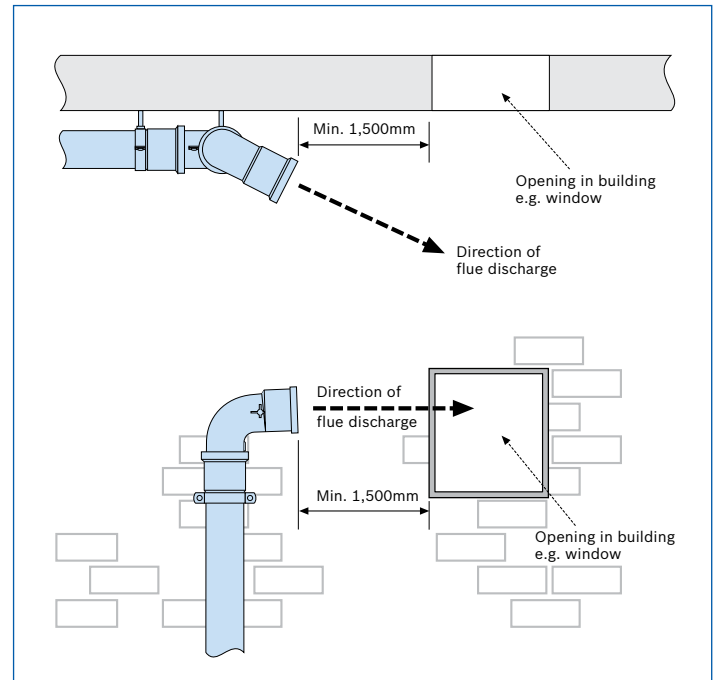 Min. 1,500mm
Opening in building
e.g. window
Direction of
flue discharge
Direction of
flue discharge
Min. 1,500mm
Opening in building
e.g. window